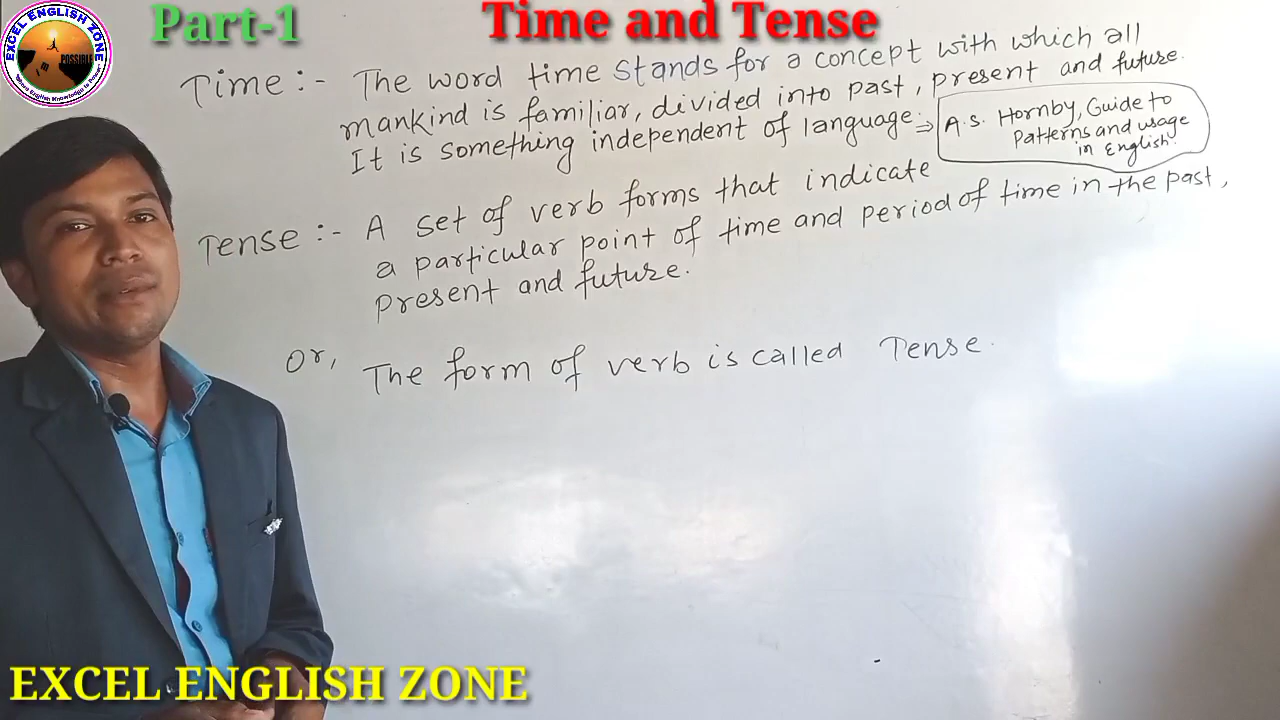 Part-1
Time and Tense
EXCEL ENGLISH ZONE
POSSIBLE
Time :- The word time stands for a concept with which all
mankind is familiar, divided into past, present and future.
It is something independent of language. ⇒
A.S. Hornby, Guide to
Patterns and usage
in English.
Tense :- A set of verb forms that indicate
a particular point of time and period of time in the past,
present and future.
Or, The form of verb is called Tense.
EXCEL ENGLISH ZONE